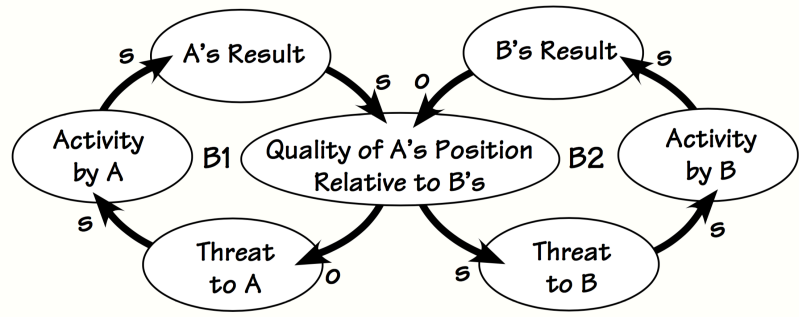 s
A's Result
s
o
B's Result
s
Activity
by A
B1
Quality of A's Position
Relative to B's
B2
Activity
by B
s
Threat
to A
o
s
Threat
to B
s